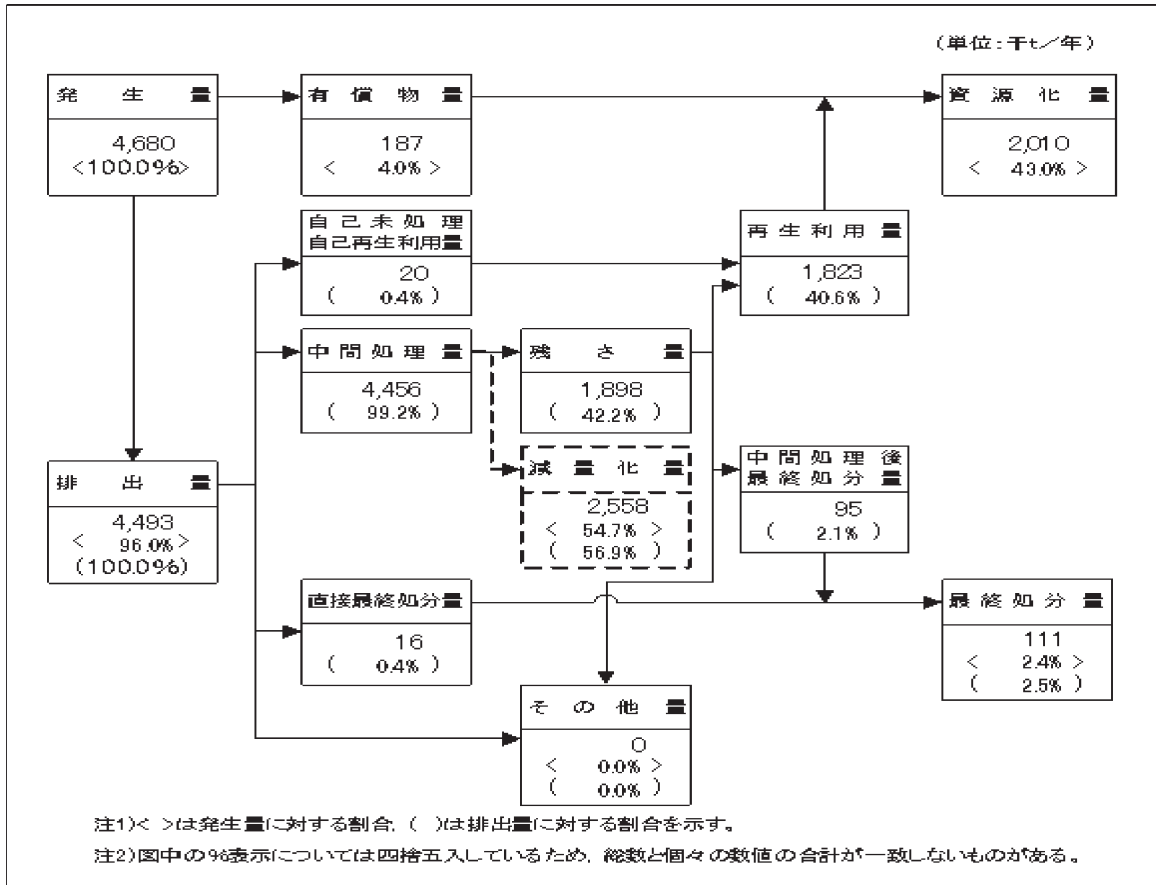 (単位:千t/年)
発生量
4,680
<100.0%>
有償物量
187
< 4.0% >
資源化量
2,010
< 43.0% >
自己未処理
自己再生利用量
20
( 0.4% )
再生利用量
1,823
( 40.6% )
中間処理量
4,456
( 99.2% )
残さ量
1,898
( 42.2% )
減量化量
2,558
< 54.7% >
( 56.9% )
中間処理後
最終処分量
95
( 2.1% )
排出量
4,493
< 96.0%>
(100.0%)
直接最終処分量
16
( 0.4% )
最終処分量
111
< 2.4% >
( 2.5% )
その他量
0
< 0.0% >
( 0.0% )
注1)< >は発生量に対する割合、( )は排出量に対する割合を示す。
注2)図中の%表示については四捨五入しているため、総数と個々の数値の合計が一致しないものがある。